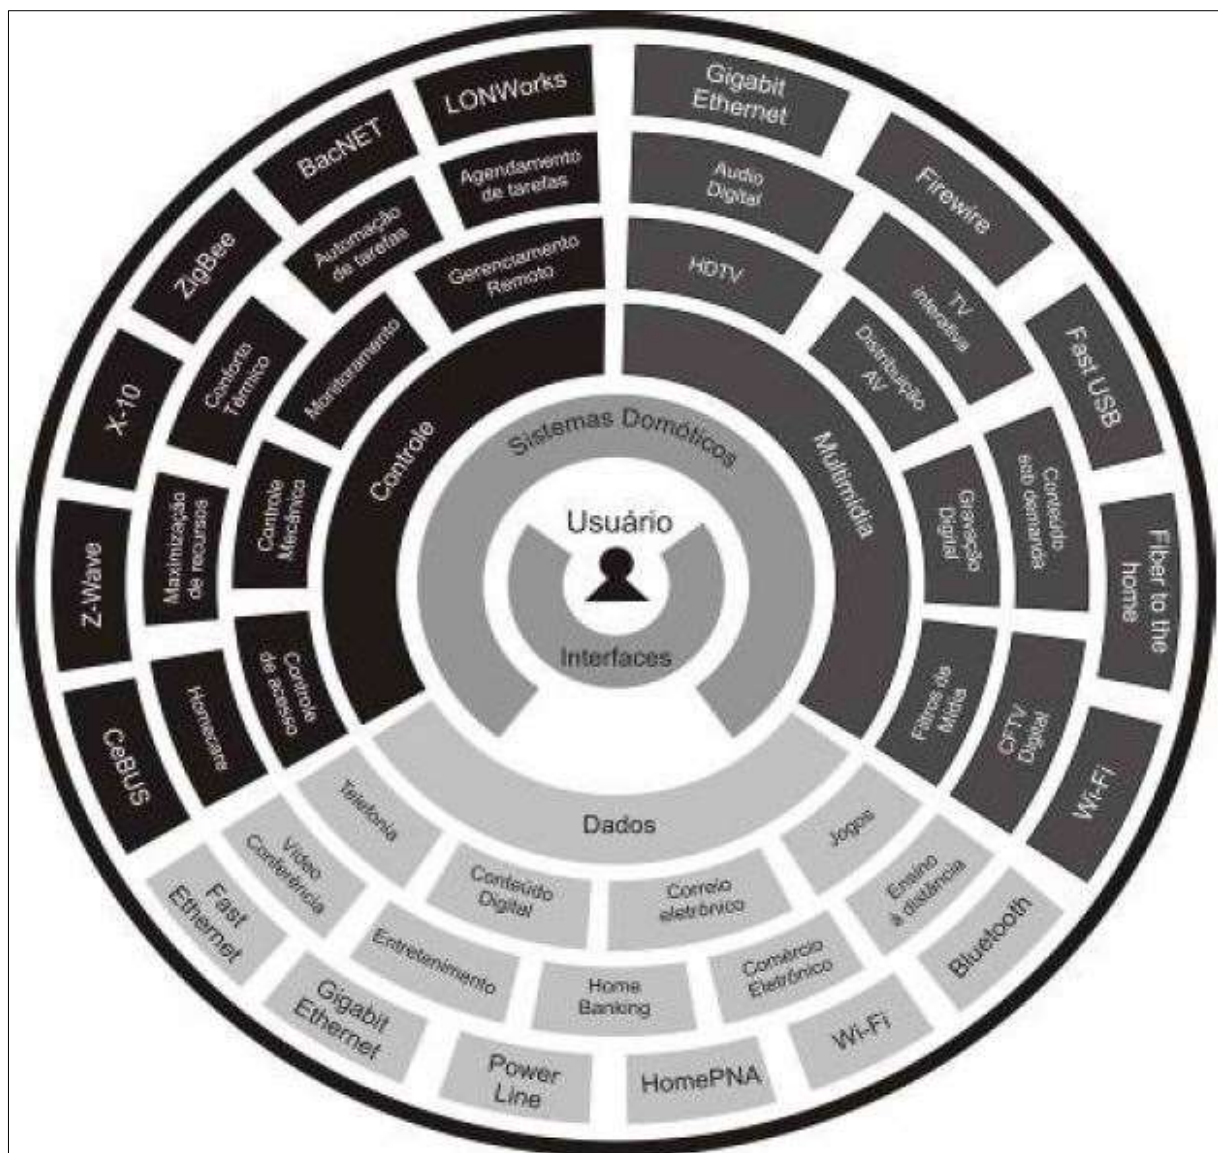 LONWorks
BacNET
ZigBee
X-10
Z-Wave
CeBUS
Agendamento
de tarefas
Automação
de tarefas
Conforto
Térmico
Maximização
de recursos
Homecare
Gerenciamento
Remoto
Monitoramento
Controle
Mecânico
Controle
de acesso
Controle
Gigabit
Ethernet
Firewire
Fast USB
Fiber to the
home
Wi-Fi
Audio
Digital
TV
interativa
Conteúdo
sob demanda
CFTV
Digital
HDTV
Distribuição
AV
Gravação
Digital
Filtros de
Mídia
Multimídia
Sistemas Domóticos
Usuário
Interfaces
Dados
Telefonia
Conteúdo
Digital
Correio
eletrônico
Jogos
Vídeo
Conferência
Entretenimento
Home
Banking
Comércio
Eletrônico
Ensino
à distância
Fast
Ethernet
Gigabit
Ethernet
Power
Line
HomePNA
Wi-Fi
Bluetooth